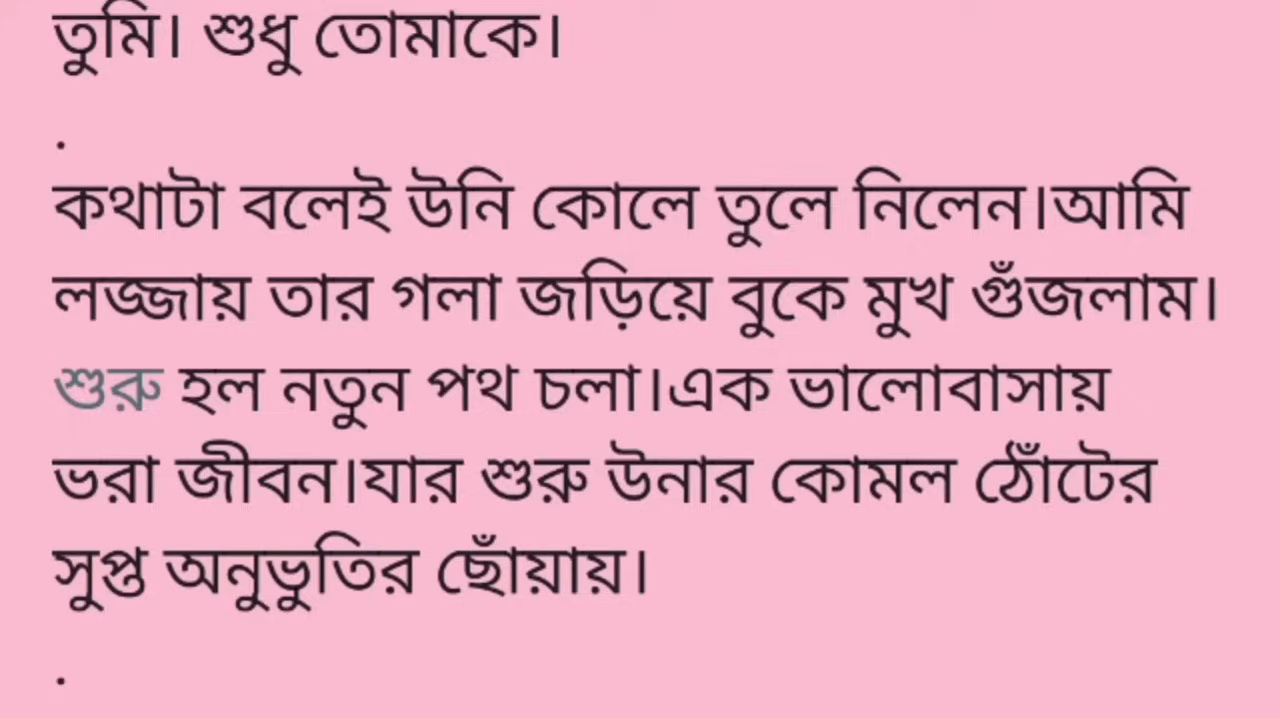 তুমি। শুধু তোমাকে।
.
কথাটা বলেই উনি কোলে তুলে নিলেন।আমি
লজ্জায় তার গলা জড়িয়ে বুকে মুখ গুঁজলাম।
শুরু হল নতুন পথ চলা।এক ভালোবাসায়
ভরা জীবন।যার শুরু উনার কোমল ঠোঁটের
সুপ্ত অনুভুতির ছোঁয়ায়।
.